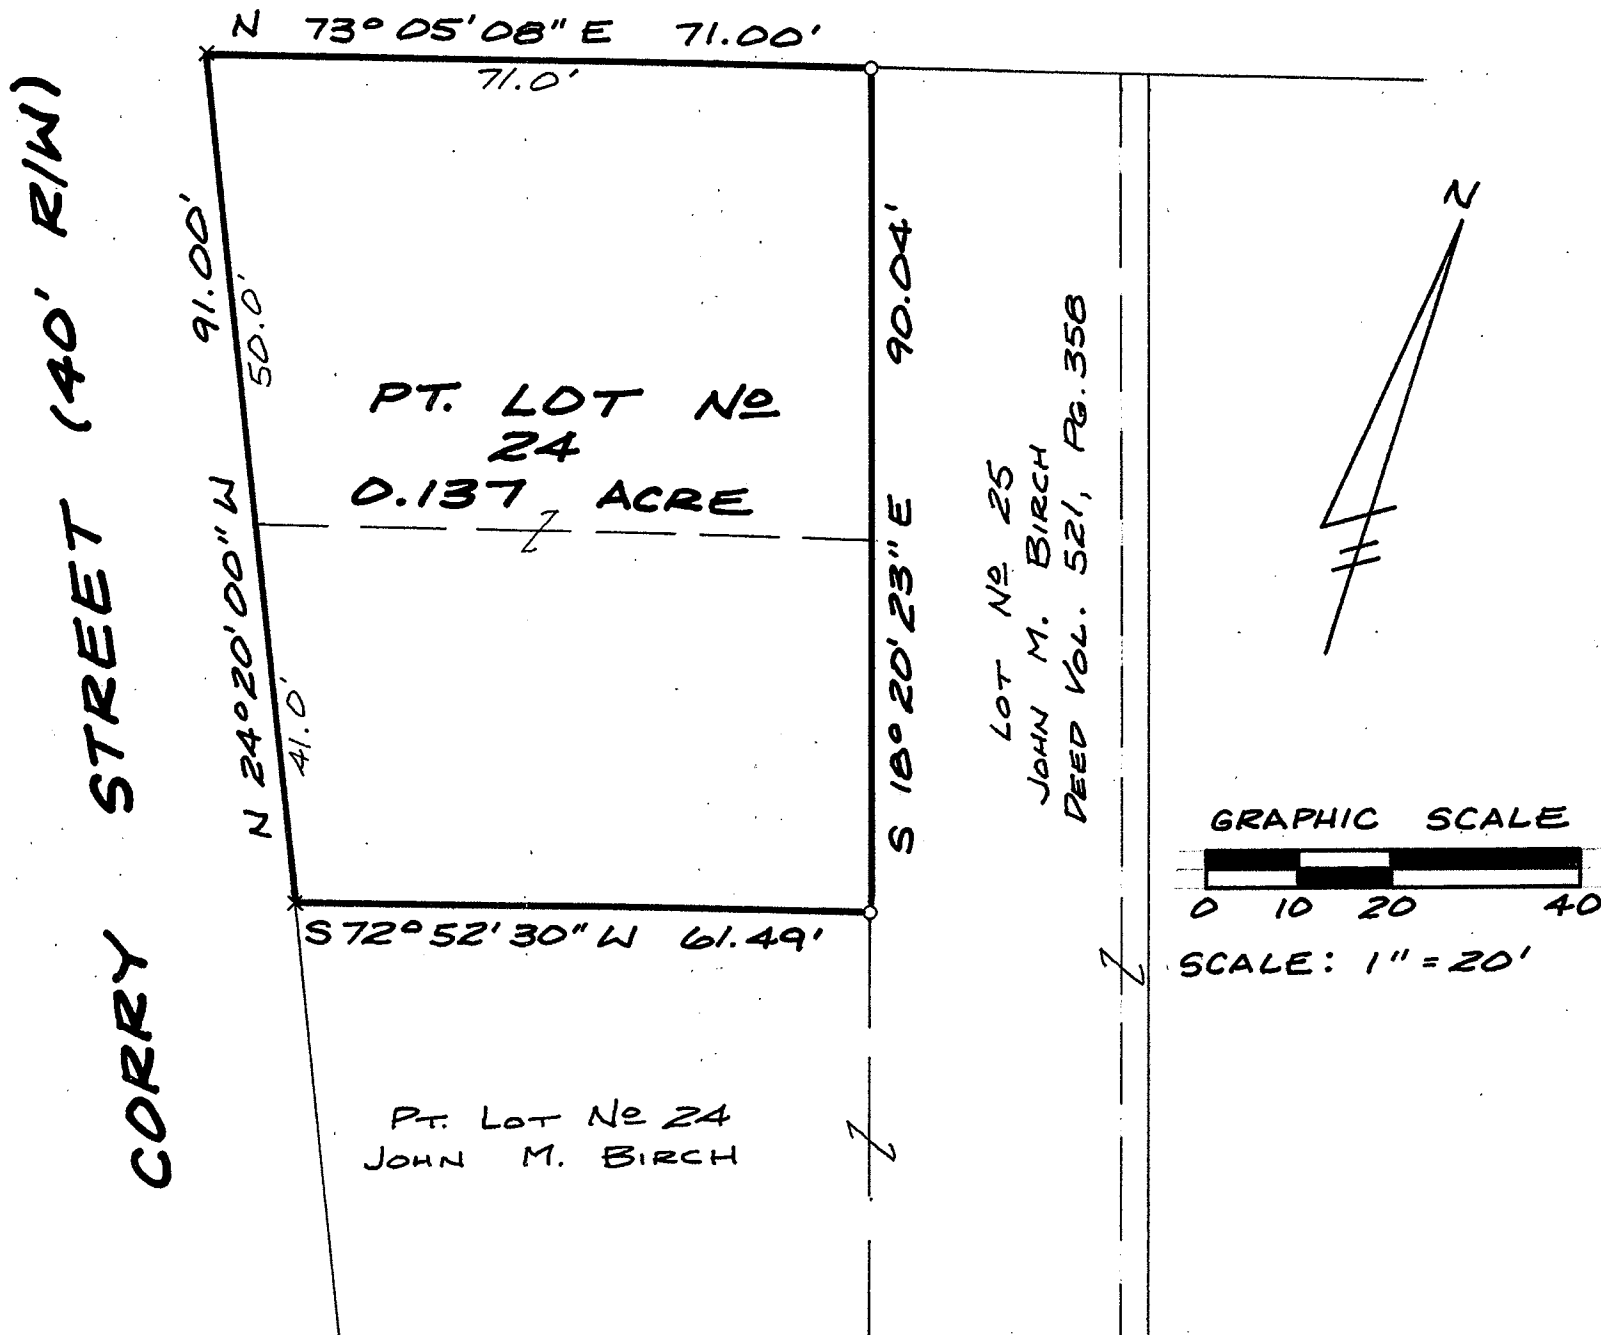 N 73° 05' 08" E 71.00'
71.0'
CORRY STREET (40' R/W)
91.00'
50.0'
N 24° 20' 00" W
41.0'
PT. LOT No
24
0.137 ACRE
90.04'
S 18° 20' 23" E
LOT No 25
JOHN M. BIRCH
DEED VOL. 521, PG. 358
N
S 72° 52' 30" W 61.49'
GRAPHIC SCALE
0 10 20 40
SCALE: 1" = 20'
PT. LOT No 24
JOHN M. BIRCH